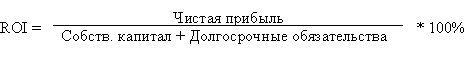 Чистая прибыль
ROI = * 100%
Собств. капитал + Долгосрочные обязательства